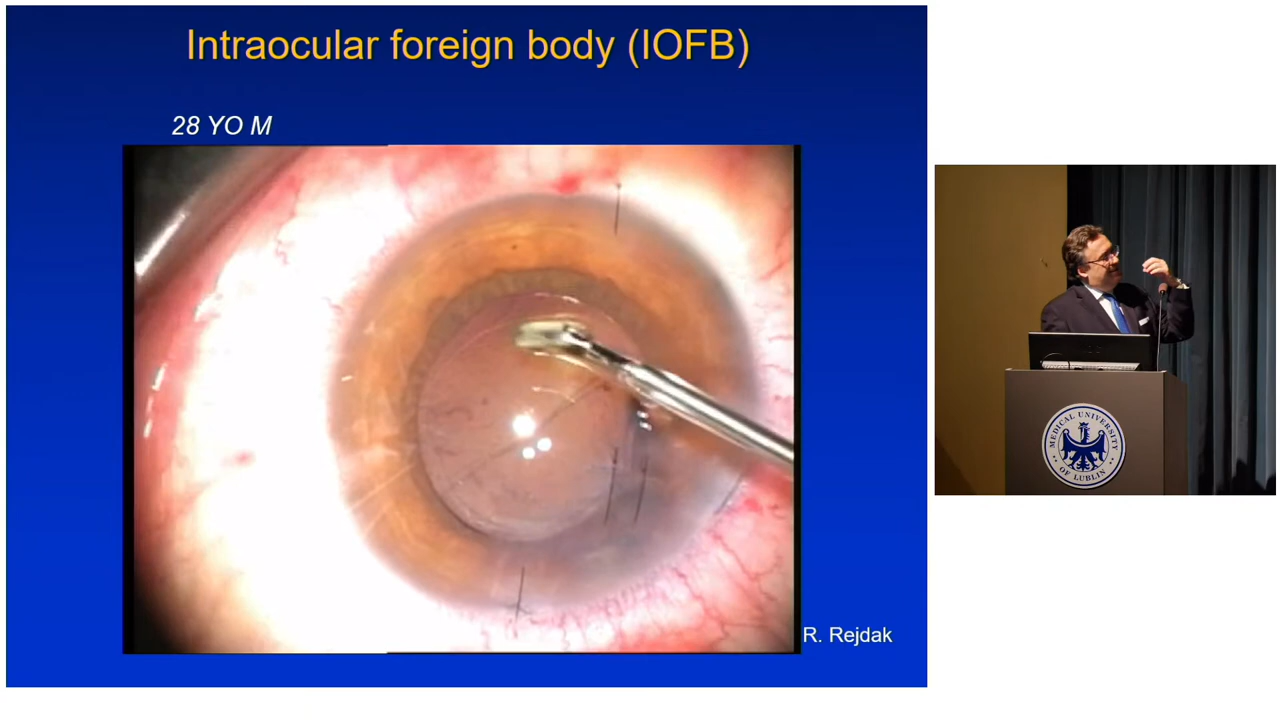 Intraocular foreign body (IOFB)
28 YO M
R. Rejdak
MEDICAL UNIVERSITY
OF LUBLIN